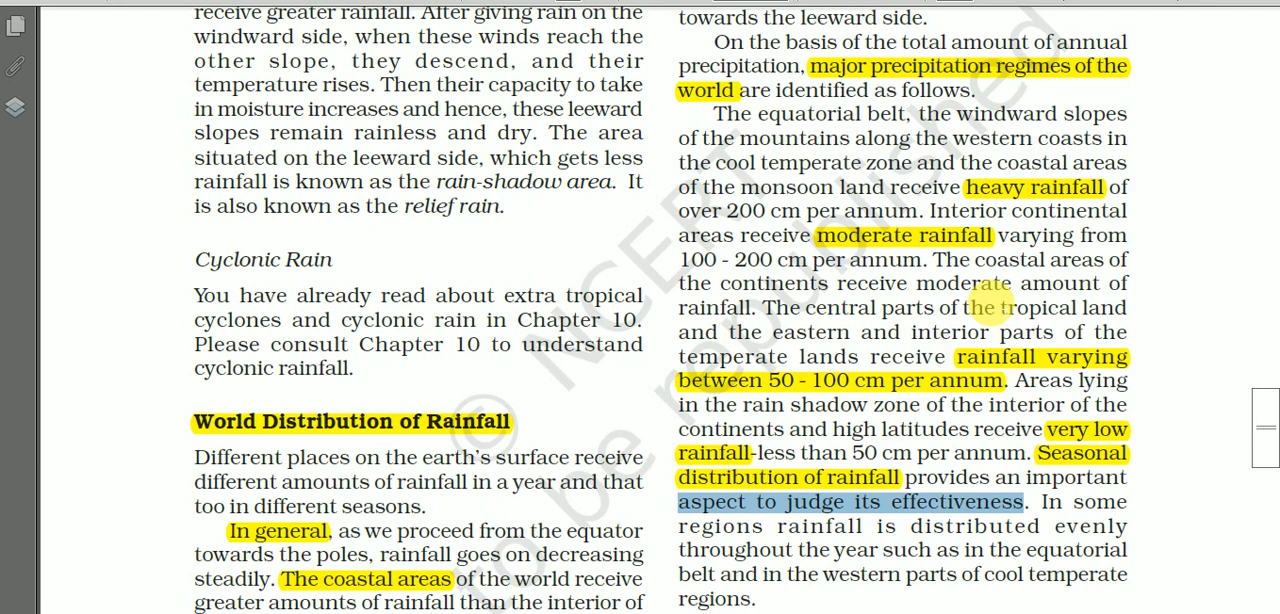 receive greater rainfall. After giving rain on the
windward side, when these winds reach the
other slope, they descend, and their
temperature rises. Then their capacity to take
in moisture increases and hence, these leeward
slopes remain rainless and dry. The area
situated on the leeward side, which gets less
rainfall is known as the rain-shadow area. It
is also known as the relief rain.
Cyclonic Rain
You have already read about extra tropical
cyclones and cyclonic rain in Chapter 10.
Please consult Chapter 10 to understand
cyclonic rainfall.
World Distribution of Rainfall
Different places on the earth's surface receive
different amounts of rainfall in a year and that
too in different seasons.
In general, as we proceed from the equator
towards the poles, rainfall goes on decreasing
steadily. The coastal areas of the world receive
greater amounts of rainfall than the interior of
towards the leeward side.
On the basis of the total amount of annual
precipitation, major precipitation regimes of the
world are identified as follows.
The equatorial belt, the windward slopes
of the mountains along the western coasts in
the cool temperate zone and the coastal areas
of the monsoon land receive heavy rainfall of
over 200 cm per annum. Interior continental
areas receive moderate rainfall varying from
100 - 200 cm per annum. The coastal areas of
the continents receive moderate amount of
rainfall. The central parts of the tropical land
and the eastern and interior parts of the
temperate lands receive rainfall varying
between 50 - 100 cm per annum. Areas lying
in the rain shadow zone of the interior of the
continents and high latitudes receive very low
rainfall-less than 50 cm per annum. Seasonal
distribution of rainfall provides an important
aspect to judge its effectiveness. In some
regions rainfall is distributed evenly
throughout the year such as in the equatorial
belt and in the western parts of cool temperate
regions.
© NCERT
to be republished